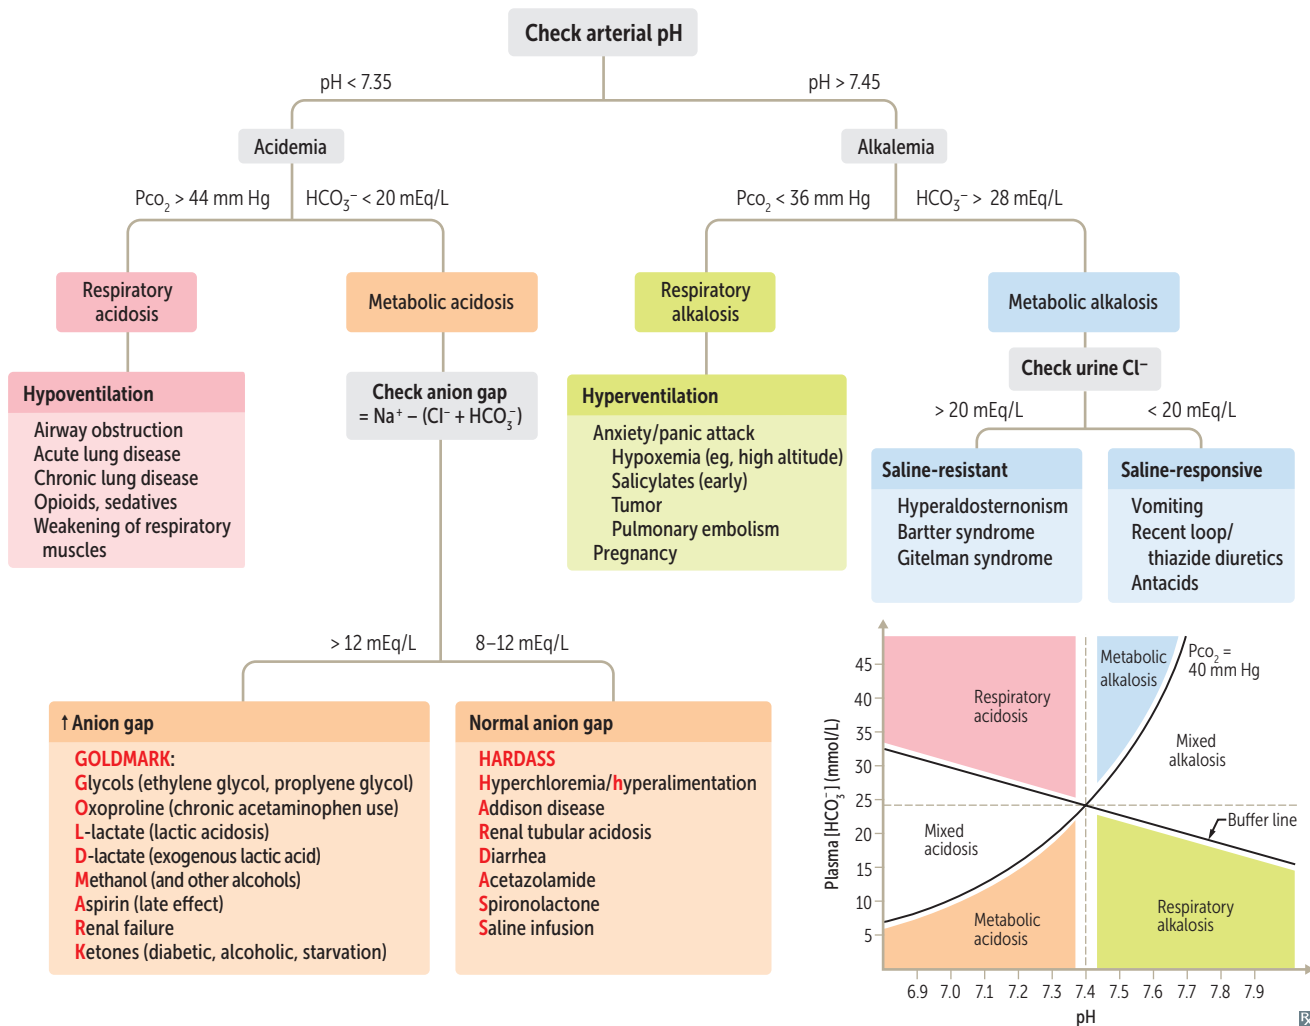 Check arterial pH
pH < 7.35
pH > 7.45
Acidemia
Alkalemia
Pco₂ > 44 mm Hg
HCO₃⁻ < 20 mEq/L
Pco₂ < 36 mm Hg
HCO₃⁻ > 28 mEq/L
Respiratory
acidosis
Metabolic acidosis
Respiratory
alkalosis
Metabolic alkalosis
Hypoventilation
Airway obstruction
Acute lung disease
Chronic lung disease
Opioids, sedatives
Weakening of respiratory
muscles
Check anion gap
= Na⁺ – (Cl⁻ + HCO₃⁻)
Hyperventilation
Anxiety/panic attack
Hypoxemia (eg, high altitude)
Salicylates (early)
Tumor
Pulmonary embolism
Pregnancy
Check urine Cl⁻
> 20 mEq/L
< 20 mEq/L
Saline-resistant
Hyperaldosternonism
Bartter syndrome
Gitelman syndrome
Saline-responsive
Vomiting
Recent loop/
thiazide diuretics
Antacids
> 12 mEq/L
8–12 mEq/L
↑ Anion gap
GOLDMARK:
Glycols (ethylene glycol, proplyene glycol)
Oxoproline (chronic acetaminophen use)
L-lactate (lactic acidosis)
D-lactate (exogenous lactic acid)
Methanol (and other alcohols)
Aspirin (late effect)
Renal failure
Ketones (diabetic, alcoholic, starvation)
Normal anion gap
HARDASS
Hyperchloremia/hyperalimentation
Addison disease
Renal tubular acidosis
Diarrhea
Acetazolamide
Spironolactone
Saline infusion
Plasma [HCO₃⁻] (mmol/L)
45
40
35
30
25
20
15
10
5
Respiratory
acidosis
Metabolic
alkalosis
Pco₂ =
40 mm Hg
Mixed
alkalosis
Mixed
acidosis
Buffer line
Metabolic
acidosis
Respiratory
alkalosis
6.9 7.0 7.1 7.2 7.3 7.4 7.5 7.6 7.7 7.8 7.9
pH
℞